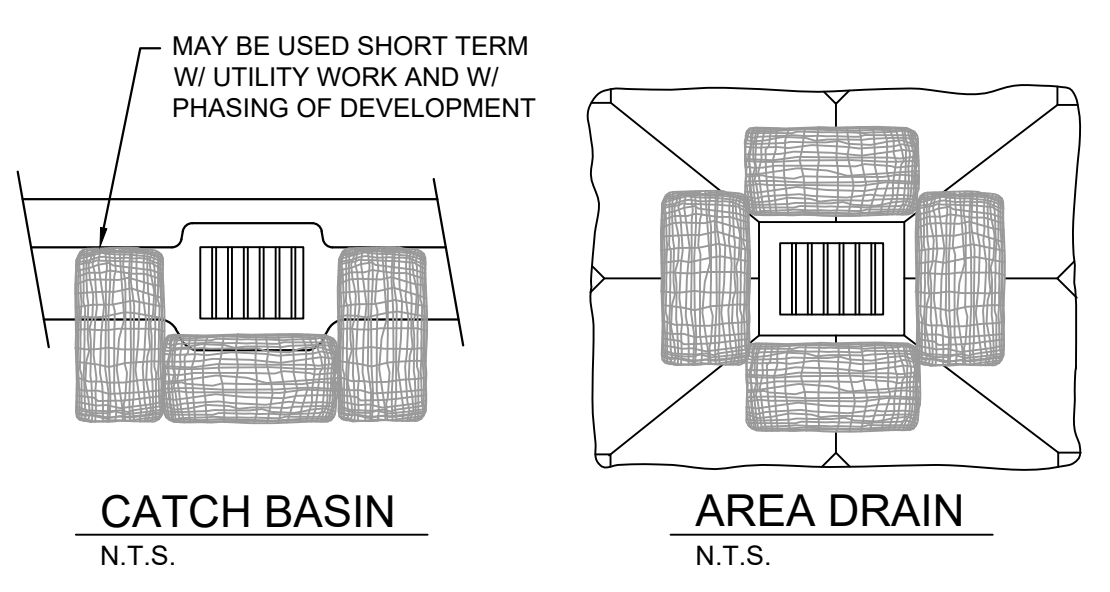 MAY BE USED SHORT TERM
W/ UTILITY WORK AND W/
PHASING OF DEVELOPMENT
CATCH BASIN
N.T.S.
AREA DRAIN
N.T.S.